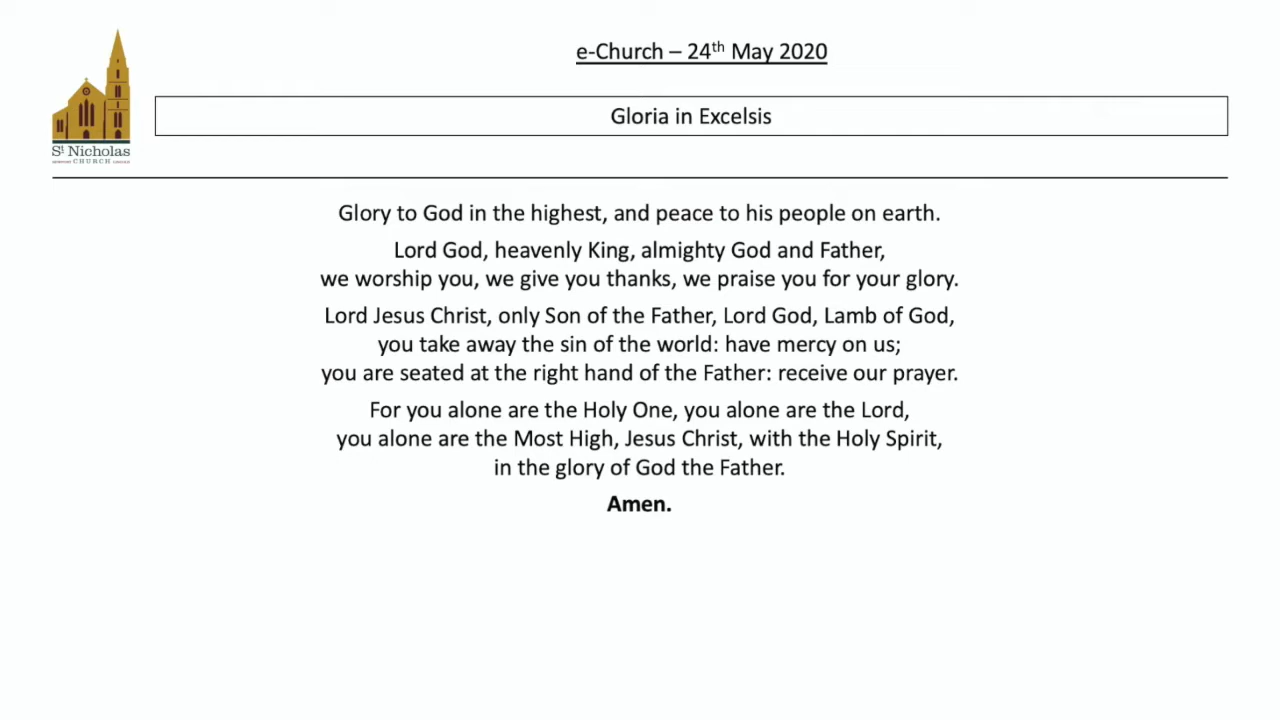 e-Church – 24th May 2020
Gloria in Excelsis
St Nicholas
CHURCH
Glory to God in the highest, and peace to his people on earth.
Lord God, heavenly King, almighty God and Father,
we worship you, we give you thanks, we praise you for your glory.
Lord Jesus Christ, only Son of the Father, Lord God, Lamb of God,
you take away the sin of the world: have mercy on us;
you are seated at the right hand of the Father: receive our prayer.
For you alone are the Holy One, you alone are the Lord,
you alone are the Most High, Jesus Christ, with the Holy Spirit,
in the glory of God the Father.
Amen.